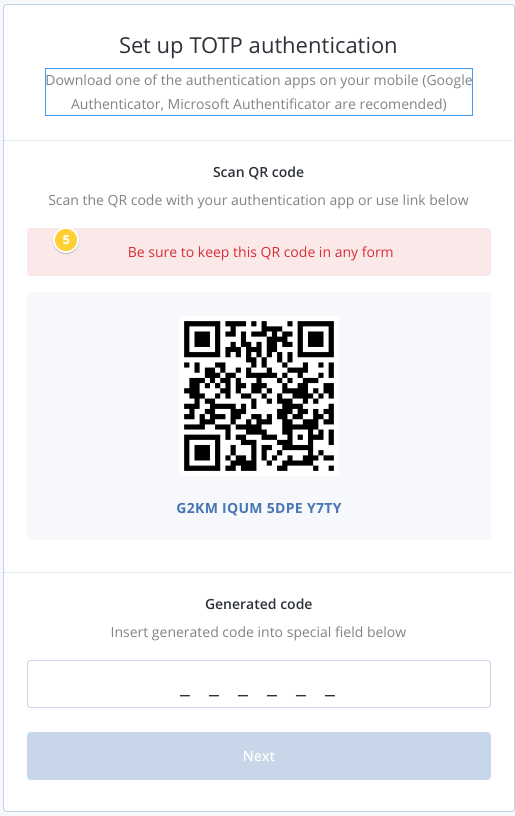 Set up TOTP authentication
Download one of the authentication apps on your mobile (Google
Authenticator, Microsoft Authentificator are recomended)
Scan QR code
Scan the QR code with your authentication app or use link below
5
Be sure to keep this QR code in any form
G2KM IQUM 5DPE Y7TY
Generated code
Insert generated code into special field below
_ _ _ _ _ _
Next